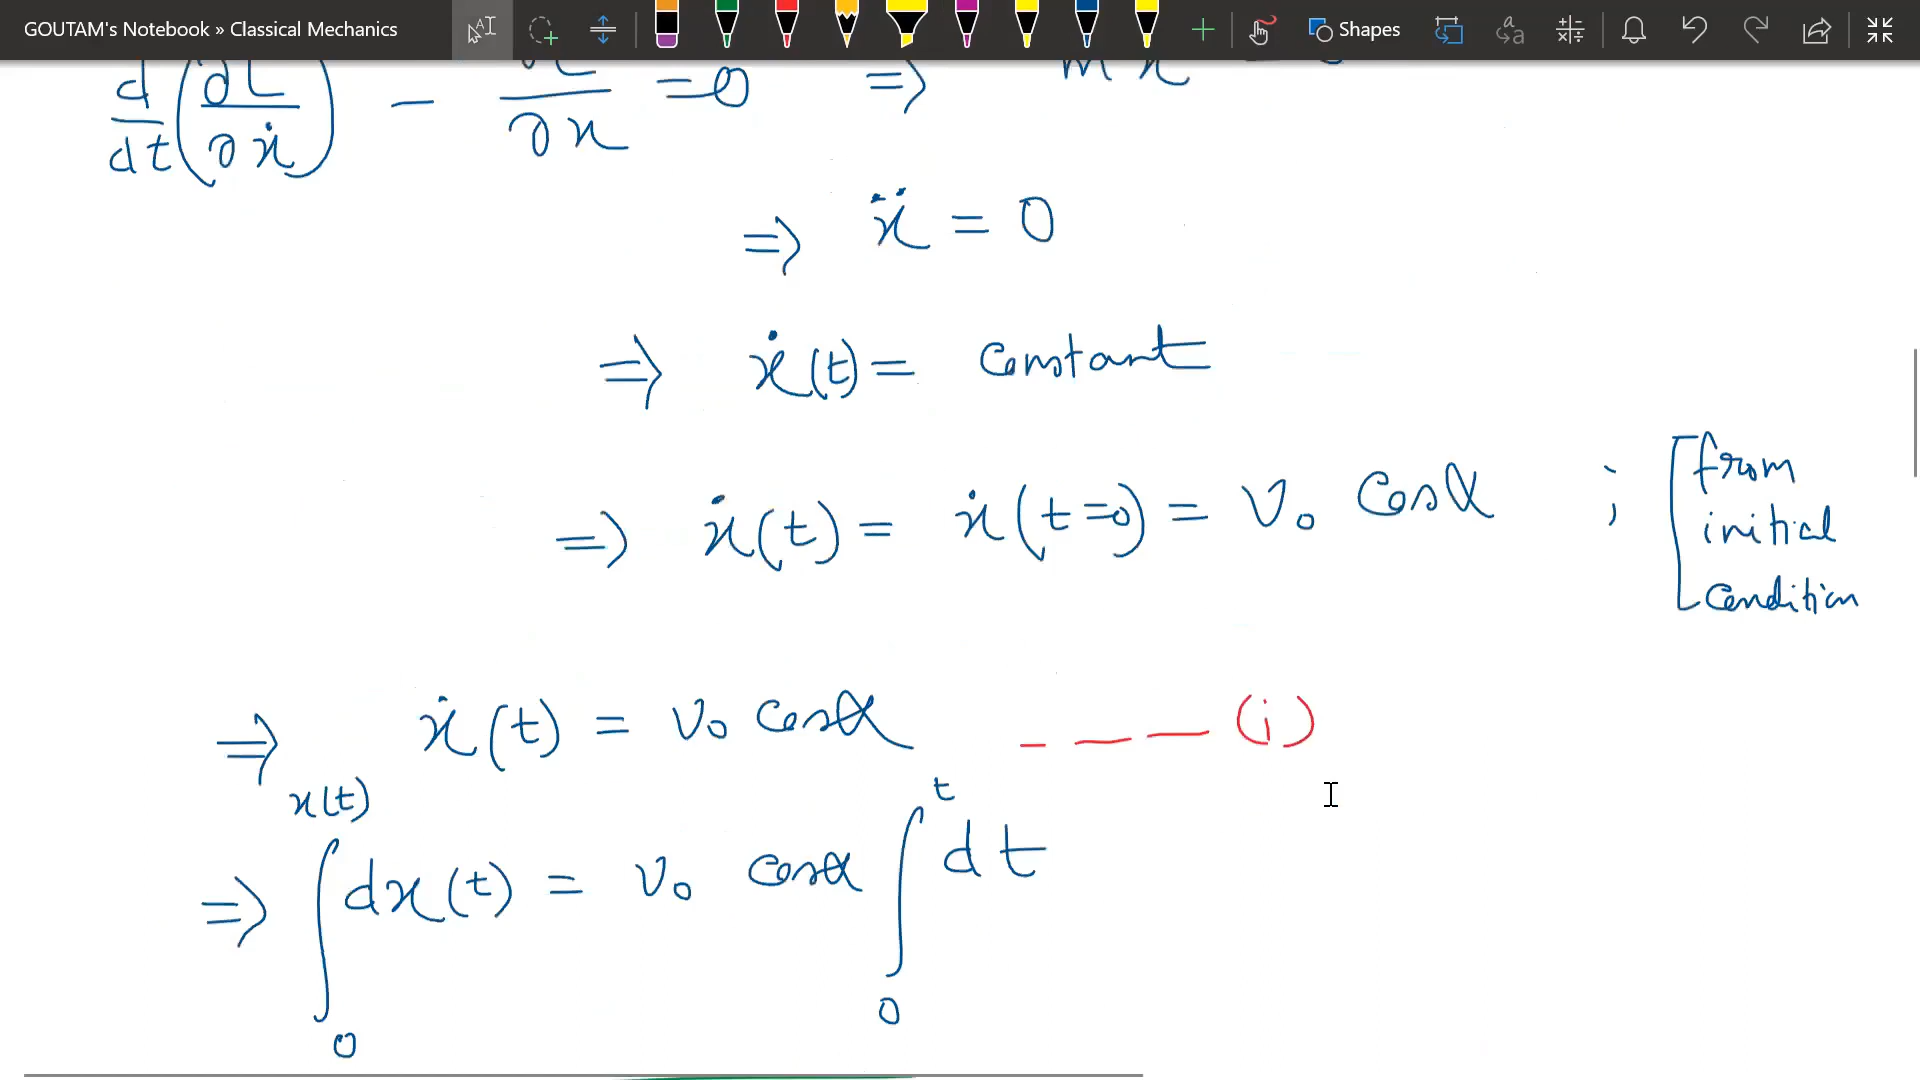 GOUTAM's Notebook » Classical Mechanics
Shapes
d/dt (∂L/∂ẋ) − ∂L/∂x = 0 ⇒ m ẍ
⇒ ẍ = 0
⇒ ẋ(t) = constant
⇒ ẋ(t) = ẋ(t=0) = V₀ cosα ; [from initial condition
⇒ ẋ(t) = v₀ cosα _ _ _ (i)
⇒ ∫₀^x(t) dx(t) = v₀ cosα ∫₀^t dt